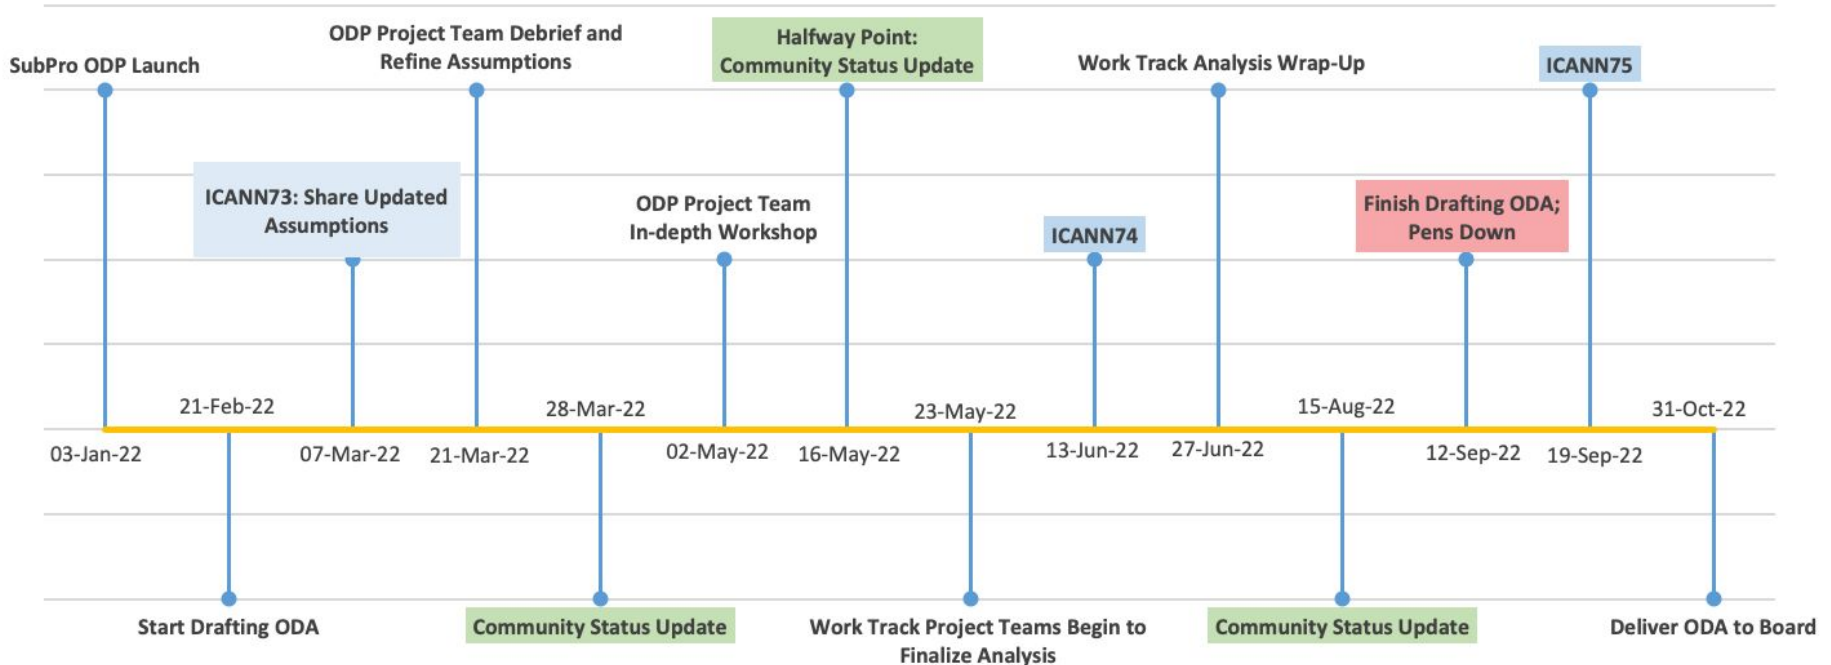 SubPro ODP Launch
ODP Project Team Debrief and
Refine Assumptions
Halfway Point:
Community Status Update
Work Track Analysis Wrap-Up
ICANN75
ICANN73: Share Updated
Assumptions
ODP Project Team
In-depth Workshop
ICANN74
Finish Drafting ODA;
Pens Down
21-Feb-22
28-Mar-22
23-May-22
15-Aug-22
31-Oct-22
03-Jan-22
07-Mar-22
21-Mar-22
02-May-22
16-May-22
13-Jun-22
27-Jun-22
12-Sep-22
19-Sep-22
Start Drafting ODA
Community Status Update
Work Track Project Teams Begin to
Finalize Analysis
Community Status Update
Deliver ODA to Board